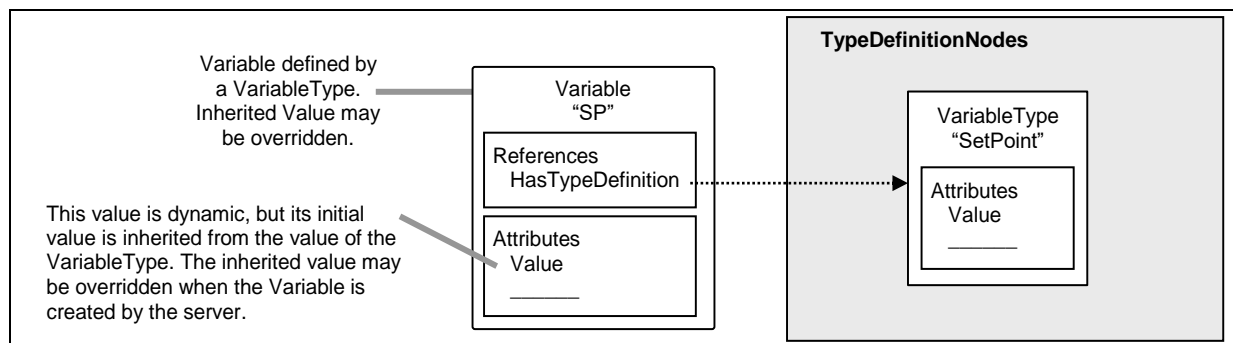 Variable defined by
a VariableType.
Inherited Value may
be overridden.
This value is dynamic, but its initial
value is inherited from the value of the
VariableType. The inherited value may
be overridden when the Variable is
created by the server.
Variable
“SP”
References
HasTypeDefinition
Attributes
Value
______
TypeDefinitionNodes
VariableType
“SetPoint”
Attributes
Value
______